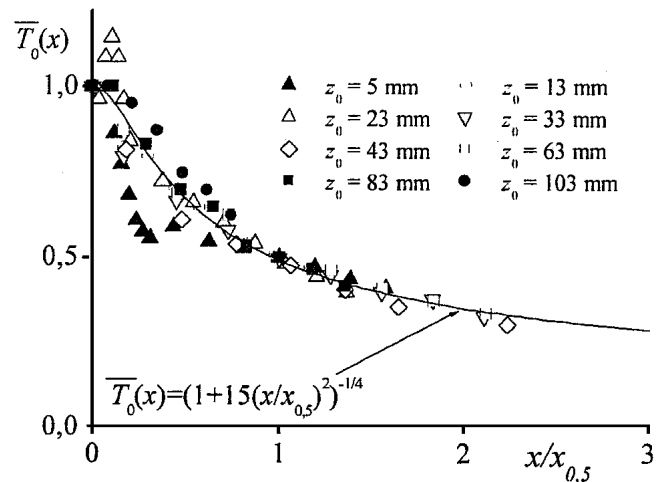 T₀(x)
1,0
0,5
0,0
z₀ = 5 mm z₀ = 13 mm
z₀ = 23 mm z₀ = 33 mm
z₀ = 43 mm z₀ = 63 mm
z₀ = 83 mm z₀ = 103 mm
T₀(x)=(1+15(x/x₀,₅)²)⁻¹/⁴
0 1 2 3
x/x₀,₅